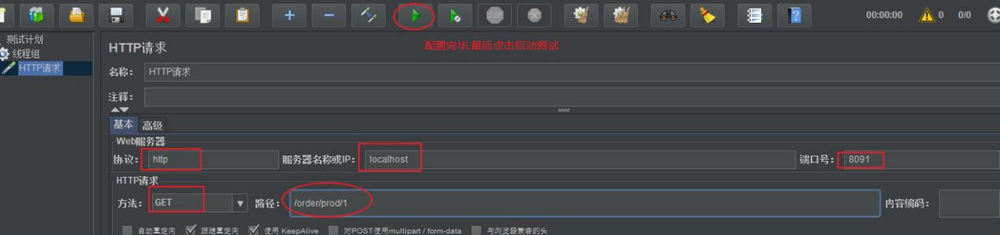 00:00:00 0 0/0
测试计划
线程组
HTTP请求
HTTP请求
配置完毕,最后点击启动测试
名称: HTTP请求
注释:
基本 高级
Web服务器
协议: http 服务器名称或IP: localhost 端口号: 8091
HTTP请求
方法: GET 路径: /order/prod/1 内容编码:
自动重定向 跟随重定向 使用 KeepAlive 对POST使用multipart / form-data 与浏览器兼容的头